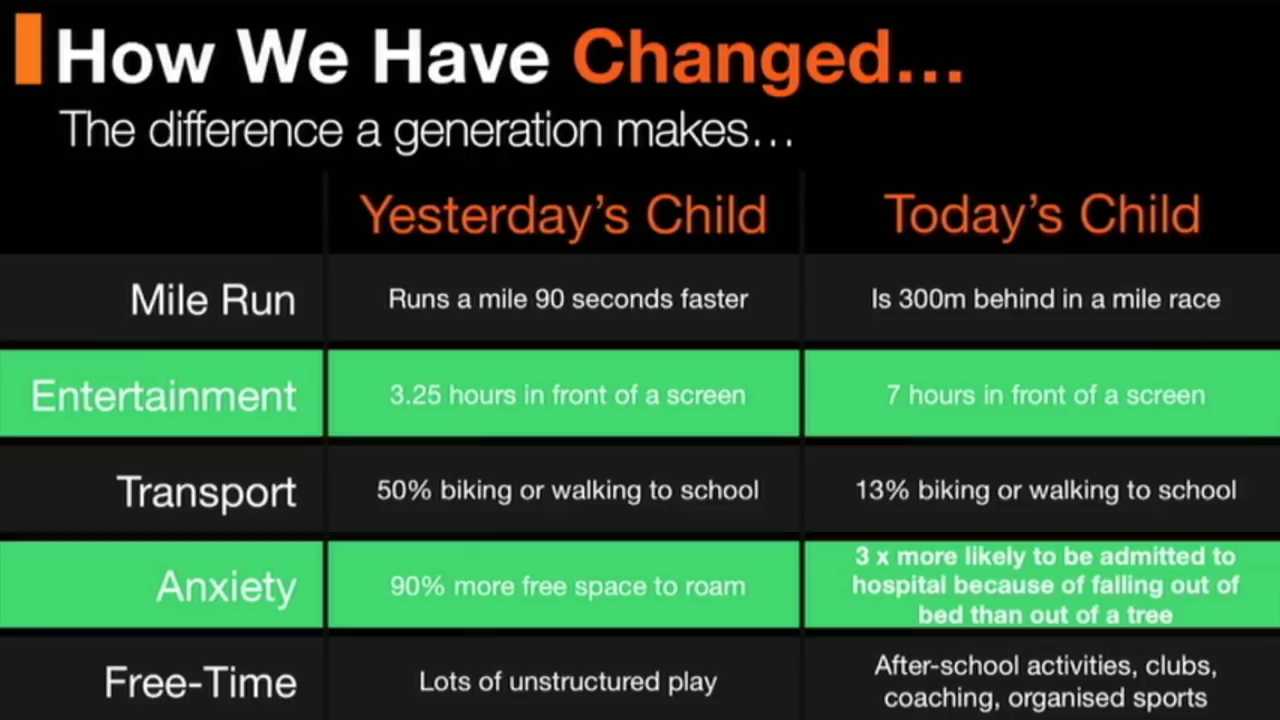 How We Have Changed...
The difference a generation makes...
Yesterday's Child Today's Child
Mile Run Runs a mile 90 seconds faster Is 300m behind in a mile race
Entertainment 3.25 hours in front of a screen 7 hours in front of a screen
Transport 50% biking or walking to school 13% biking or walking to school
Anxiety 90% more free space to roam 3 x more likely to be admitted to
hospital because of falling out of
bed than out of a tree
Free-Time Lots of unstructured play After-school activities, clubs,
coaching, organised sports